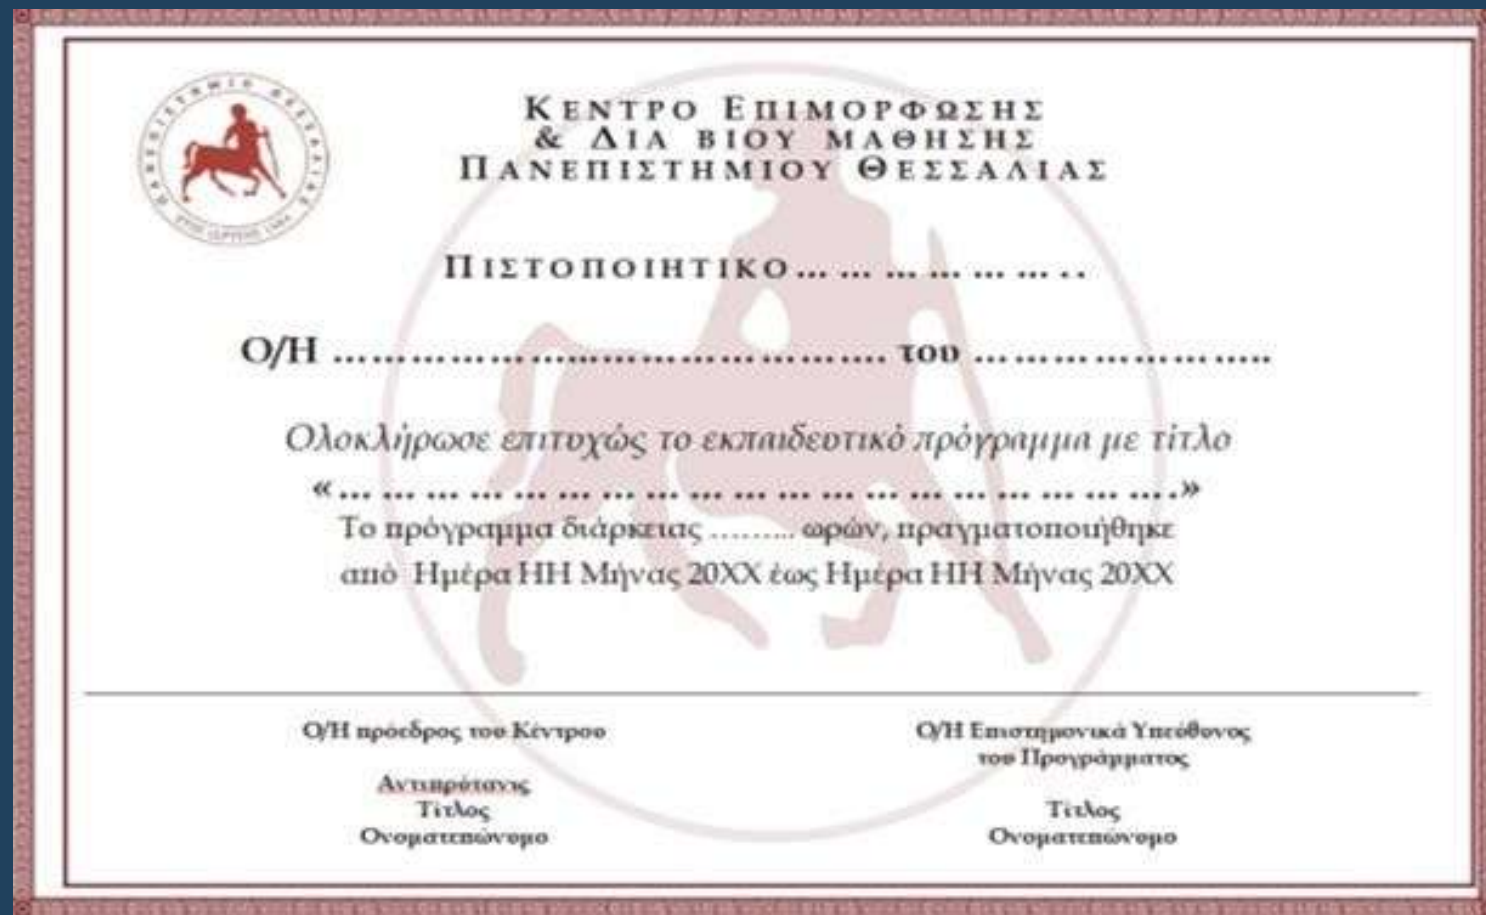 ΠΑΝΕΠΙΣΤΗΜΙΟ ΘΕΣΣΑΛΙΑΣ
ΚΕΝΤΡΟ ΕΠΙΜΟΡΦΩΣΗΣ
& ΔΙΑ ΒΙΟΥ ΜΑΘΗΣΗΣ
ΠΑΝΕΠΙΣΤΗΜΙΟΥ ΘΕΣΣΑΛΙΑΣ
ΠΙΣΤΟΠΟΙΗΤΙΚΟ... ... ... ... ... ... . .
Ο/Η ……………………………………………. του ……………………..
Ολοκλήρωσε επιτυχώς το εκπαιδευτικό πρόγραμμα με τίτλο
«... ... ... ... ... ... ... ... ... ... ... ... ... ... ... ... ... ... ... ....»
Το πρόγραμμα διάρκειας ……... ωρών, πραγματοποιήθηκε
από Ημέρα ΗΗ Μήνας 20ΧΧ έως Ημέρα ΗΗ Μήνας 20ΧΧ
Ο/Η πρόεδρος του Κέντρου
Αντιπρύτανις
Τίτλος
Ονοματεπώνυμο
Ο/Η Επιστημονικά Υπεύθυνος
του Προγράμματος
Τίτλος
Ονοματεπώνυμο